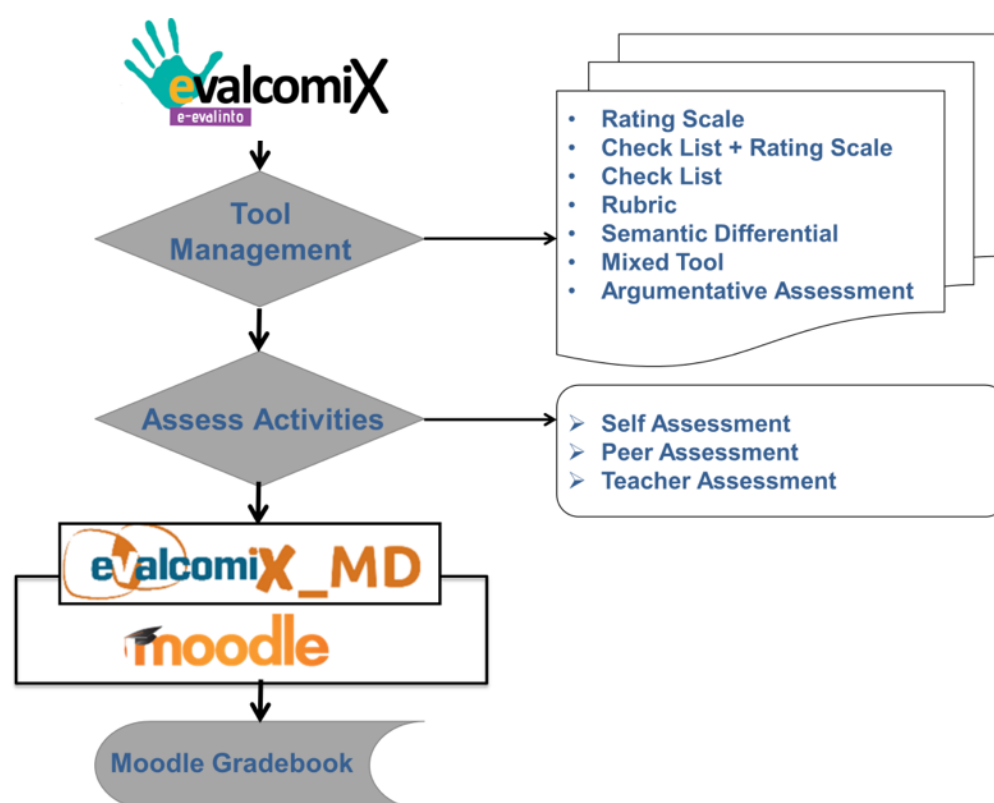 evalcomiX
e-evalinto
Tool
Management
• Rating Scale
• Check List + Rating Scale
• Check List
• Rubric
• Semantic Differential
• Mixed Tool
• Argumentative Assessment
Assess Activities
➢ Self Assessment
➢ Peer Assessment
➢ Teacher Assessment
evalcomiX_MD
moodle
Moodle Gradebook